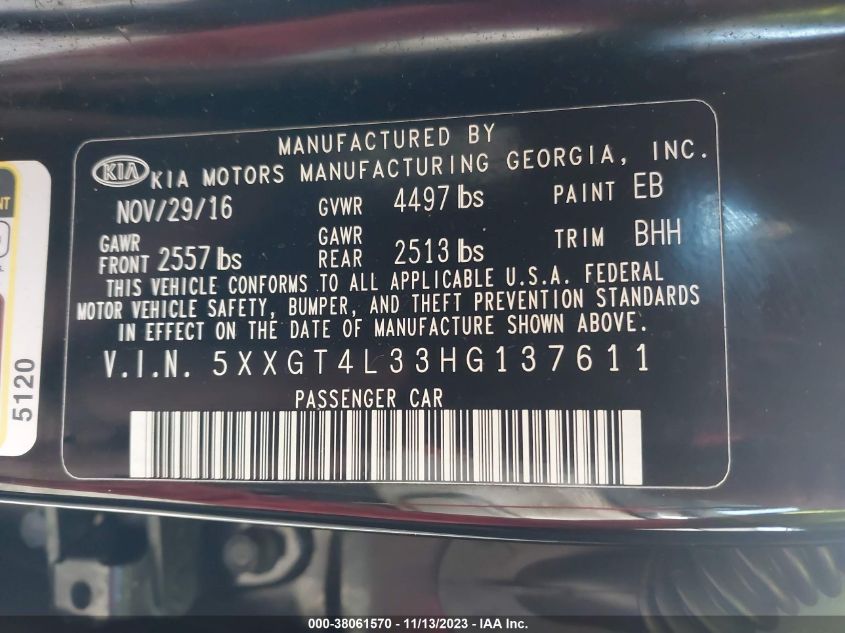 MANUFACTURED BY
KIA KIA MOTORS MANUFACTURING GEORGIA, INC.
NOV/29/16 GVWR 4497 lbs PAINT EB
GAWR FRONT 2557 lbs GAWR REAR 2513 lbs TRIM BHH
THIS VEHICLE CONFORMS TO ALL APPLICABLE U.S.A. FEDERAL
MOTOR VEHICLE SAFETY, BUMPER, AND THEFT PREVENTION STANDARDS
IN EFFECT ON THE DATE OF MANUFACTURE SHOWN ABOVE.
V.I.N. 5XXGT4L33HG137611
PASSENGER CAR
5120
000-38061570 - 11/13/2023 - IAA Inc.